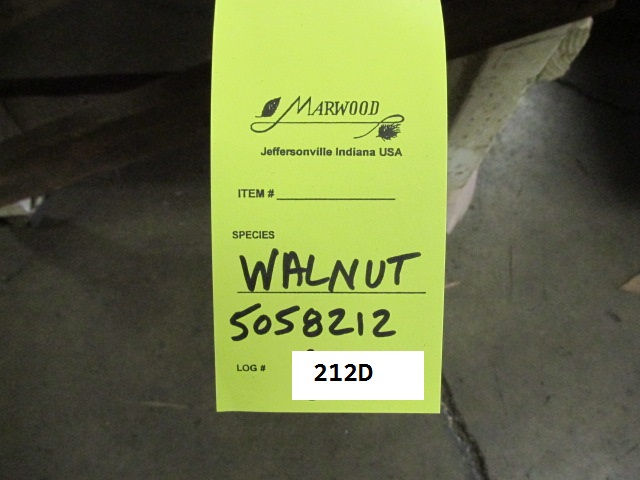 MARWOOD
Jeffersonville Indiana USA
ITEM #
SPECIES
WALNUT
5058212
LOG # 212D